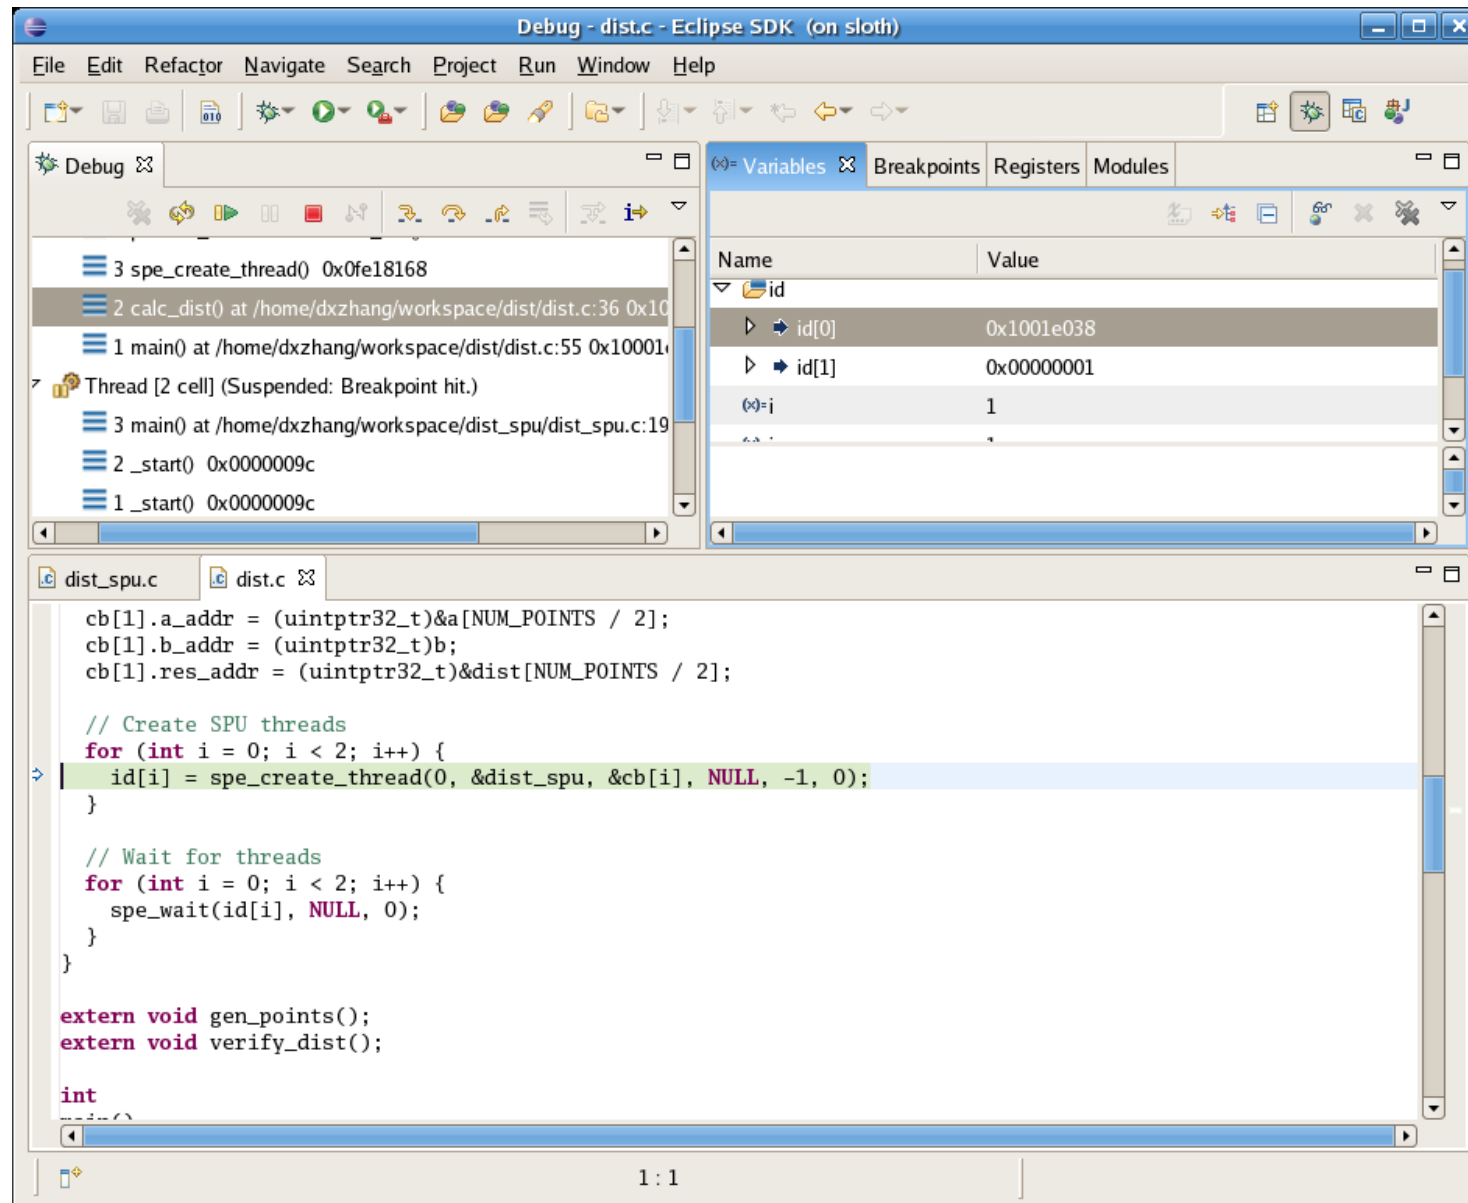 Debug - dist.c - Eclipse SDK (on sloth)
File Edit Refactor Navigate Search Project Run Window Help
Debug
(x)= Variables Breakpoints Registers Modules
3 spe_create_thread() 0x0fe18168
2 calc_dist() at /home/dxzhang/workspace/dist/dist.c:36 0x10
1 main() at /home/dxzhang/workspace/dist/dist.c:55 0x10001
Thread [2 cell] (Suspended: Breakpoint hit.)
3 main() at /home/dxzhang/workspace/dist_spu/dist_spu.c:19
2 _start() 0x0000009c
1 _start() 0x0000009c
Name Value
id
id[0] 0x1001e038
id[1] 0x00000001
(x)= i 1
dist_spu.c dist.c
cb[1].a_addr = (uintptr32_t)&a[NUM_POINTS / 2];
cb[1].b_addr = (uintptr32_t)b;
cb[1].res_addr = (uintptr32_t)&dist[NUM_POINTS / 2];
// Create SPU threads
for (int i = 0; i < 2; i++) {
id[i] = spe_create_thread(0, &dist_spu, &cb[i], NULL, -1, 0);
}
// Wait for threads
for (int i = 0; i < 2; i++) {
spe_wait(id[i], NULL, 0);
}
}
extern void gen_points();
extern void verify_dist();
int
1 : 1